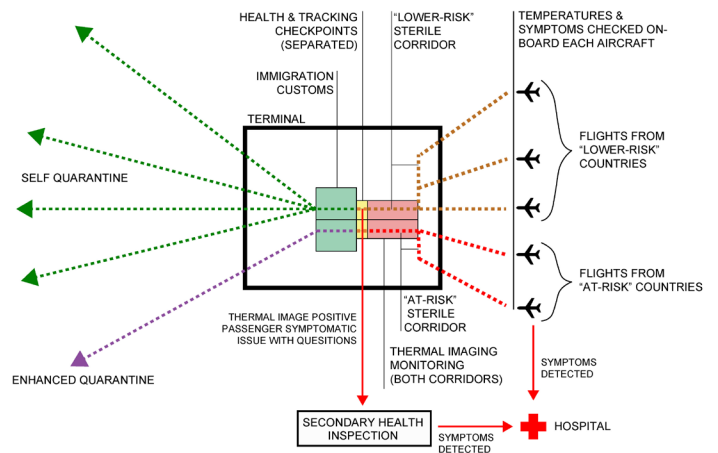 HEALTH & TRACKING
CHECKPOINTS
(SEPARATED)
“LOWER-RISK”
STERILE
CORRIDOR
TEMPERATURES &
SYMPTOMS CHECKED ON-
BOARD EACH AIRCRAFT
IMMIGRATION
CUSTOMS
TERMINAL
FLIGHTS FROM
“LOWER-RISK”
COUNTRIES
SELF QUARANTINE
FLIGHTS FROM
“AT-RISK” COUNTRIES
“AT-RISK”
STERILE
CORRIDOR
THERMAL IMAGE POSITIVE
PASSENGER SYMPTOMATIC
ISSUE WITH QUESITIONS
THERMAL IMAGING
MONITORING
(BOTH CORRIDORS)
SYMPTOMS
DETECTED
ENHANCED QUARANTINE
SECONDARY HEALTH
INSPECTION
SYMPTOMS
DETECTED
HOSPITAL